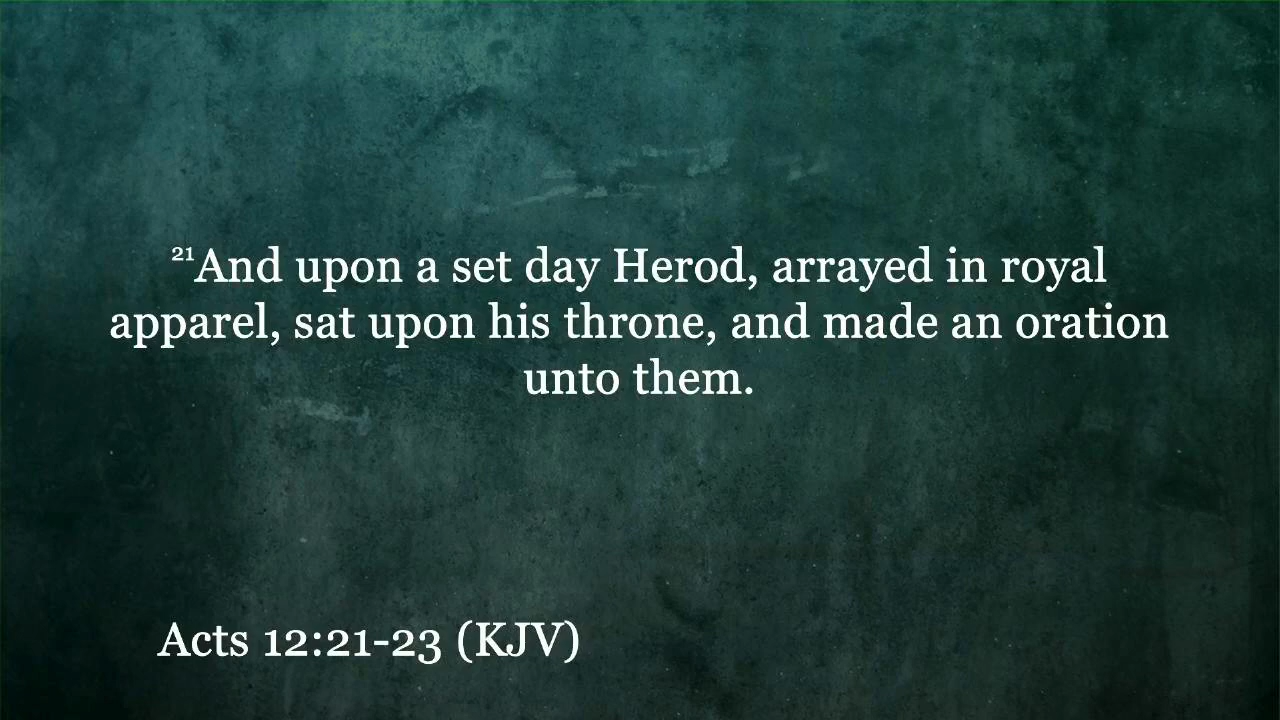 ²¹And upon a set day Herod, arrayed in royal
apparel, sat upon his throne, and made an oration
unto them.
Acts 12:21-23 (KJV)